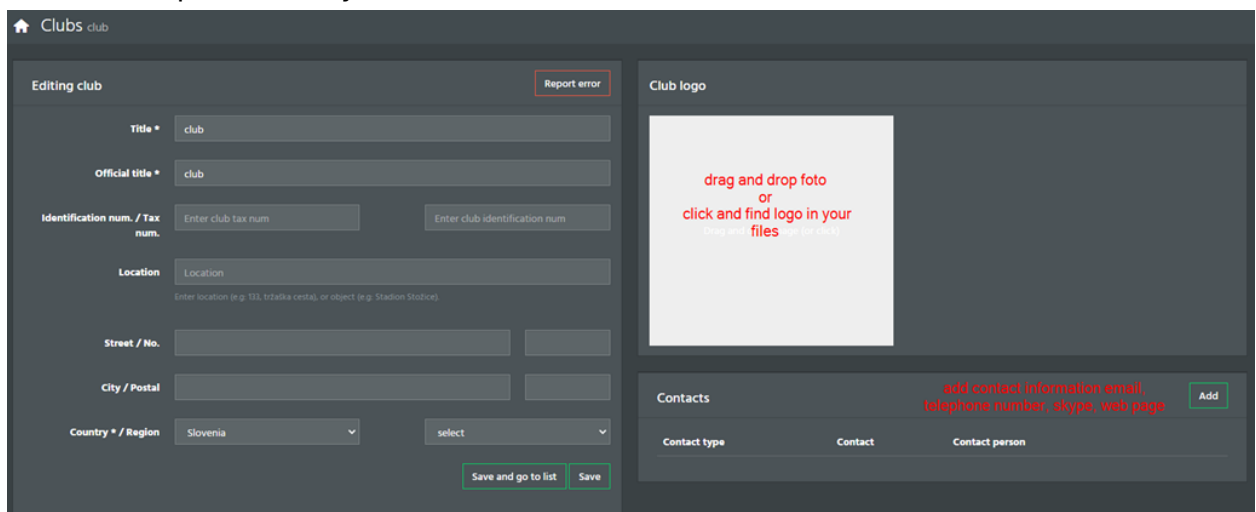 Clubs club
Editing club
Report error
Title *
club
Official title *
club
Identification num. / Tax
num.
Enter club tax num
Enter club identification num
Location
Location
Enter location (e.g. 133, tržaška cesta), or object (e.g. Stadion Stožice).
Street / No.
City / Postal
Country * / Region
Slovenia
select
Save and go to list
Save
Club logo
drag and drop foto
or
click and find logo in your
files
Drag and (or click)
Contacts
add contact information email,
telephone number, skype, web page
Add
Contact type
Contact
Contact person